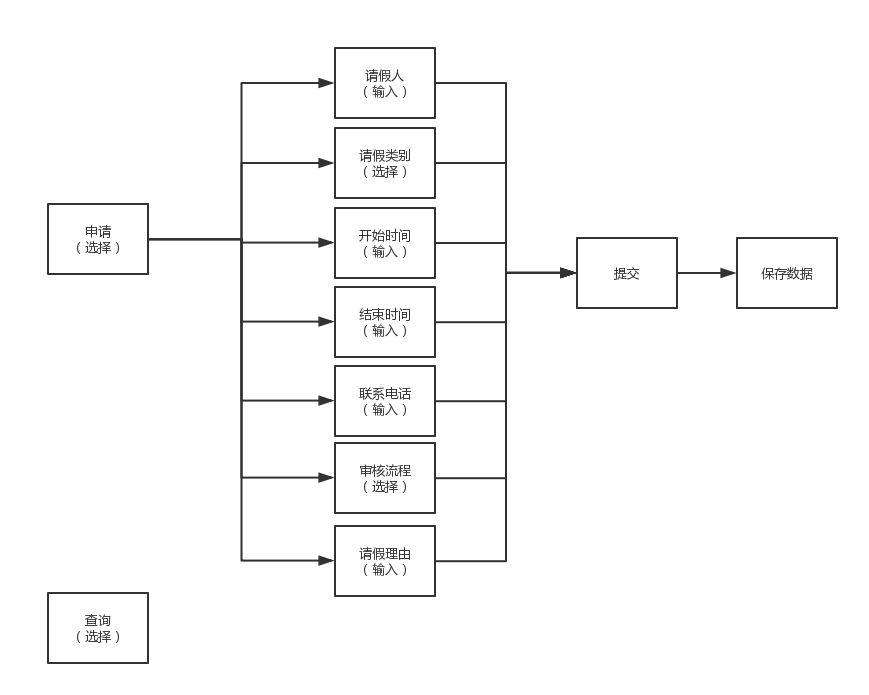 请假人
（输入）
请假类别
（选择）
申请
（选择）
开始时间
（输入）
提交
保存数据
结束时间
（输入）
联系电话
（输入）
审核流程
（选择）
请假理由
（输入）
查询
（选择）